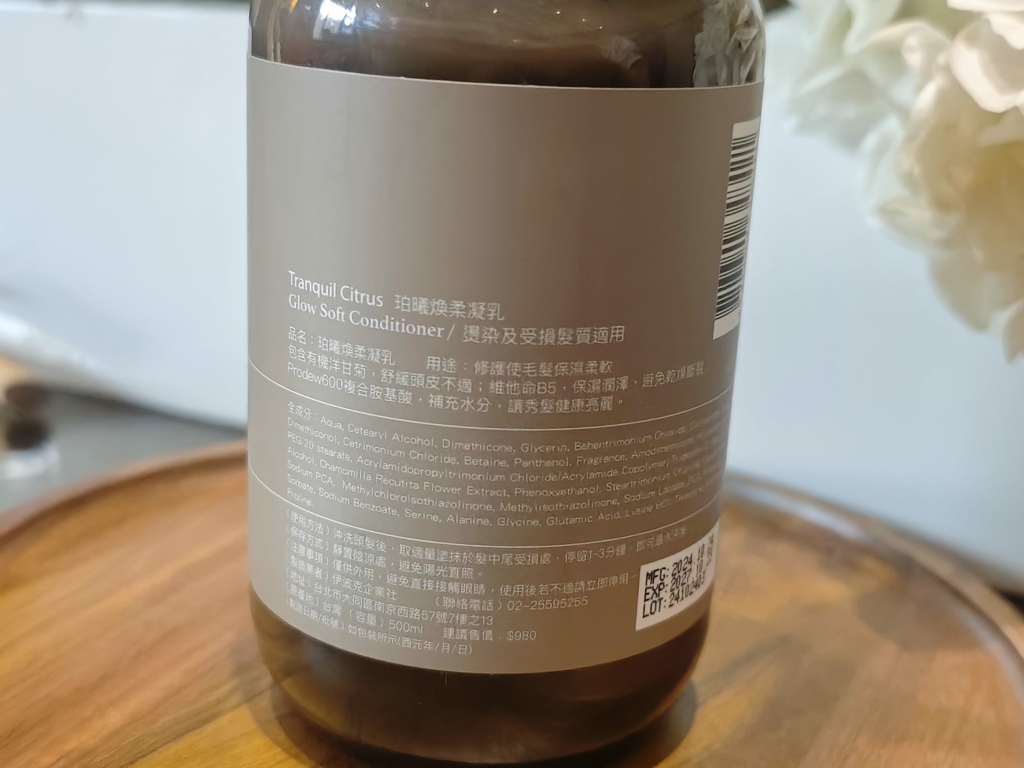 Tranquil Citrus 珀曦煥柔凝乳
Glow Soft Conditioner / 燙染及受損髮質適用
品名：珀曦煥柔凝乳 用途：修護使毛髮保濕柔軟
包含有機洋甘菊，舒緩頭皮不適；維他命B5，保濕潤澤，避免乾燥斷裂。
Prodew600複合胺基酸，補充水分，讓秀髮健康亮麗。
全成分：Aqua, Cetearyl Alcohol, Dimethicone, Glycerin, Behentrimonium Chloride,
Dimethiconol, Cetrimonium Chloride, Betaine, Panthenol, Fragrance,
PEG-20 stearate, Acrylamidopropyltrimonium Chloride/Acrylamide Copolymer,
Alcohol, Chamomilla Recutita Flower Extract, Phenoxyethanol, Steartrimonium
Sodium PCA, Methylchloroisothiazolinone, Methylisothiazolinone, Sodium
Sorbate, Sodium Benzoate, Serine, Alanine, Glycine, Glutamic Acid, Lysine
Proline.
(使用方法) 沖洗頭髮後，取適量塗抹於髮中尾受損處，停留1-3分鐘，
(保存方式) 靜置陰涼處，避免陽光直照。
(注意事項) 僅供外用，避免直接接觸眼睛，使用後若不適請立即停用。
製造業者：伊波克企業社 (聯絡電話) 02-25595255
地址：台北市大同區南京西路57號7樓之13
原產地：台灣 (容量) 500ml 建議售價：$980
製造日期/批號) 如包裝所示(西元年/月/日)
MFG: 2024.10.
EXP: 2027.10.
LOT: 24102403